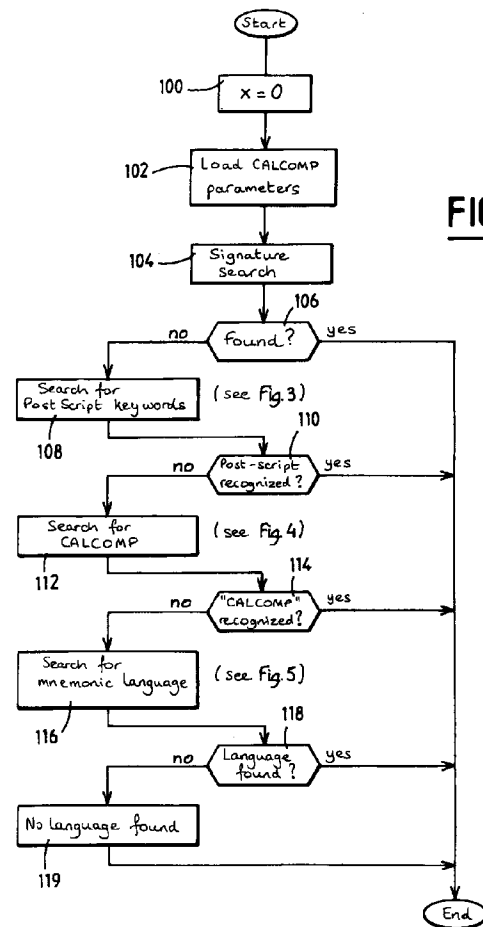 Start
100
x = 0
102
Load CALCOMP
parameters
FIG
104
Signature
search
106
no
Found?
yes
Search for
PostScript keywords
(see Fig.3)
108
110
no
Post-script
recognized?
yes
Search for
CALCOMP
(see Fig.4)
112
114
no
"CALCOMP"
recognized?
yes
Search for
mnemonic language
(see Fig.5)
116
118
no
Language
found?
yes
No language found
119
End